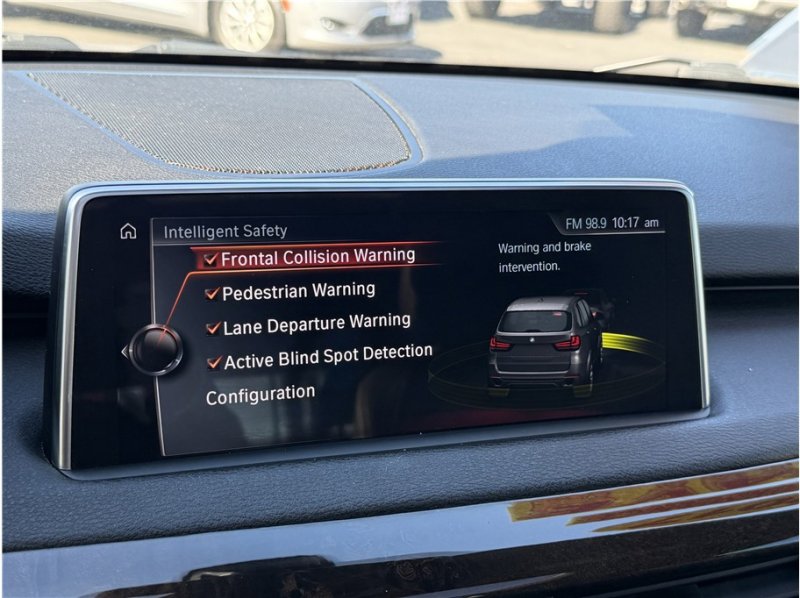 Intelligent Safety
FM 98.9 10:17 am
Frontal Collision Warning
Pedestrian Warning
Lane Departure Warning
Active Blind Spot Detection
Configuration
Warning and brake
intervention.